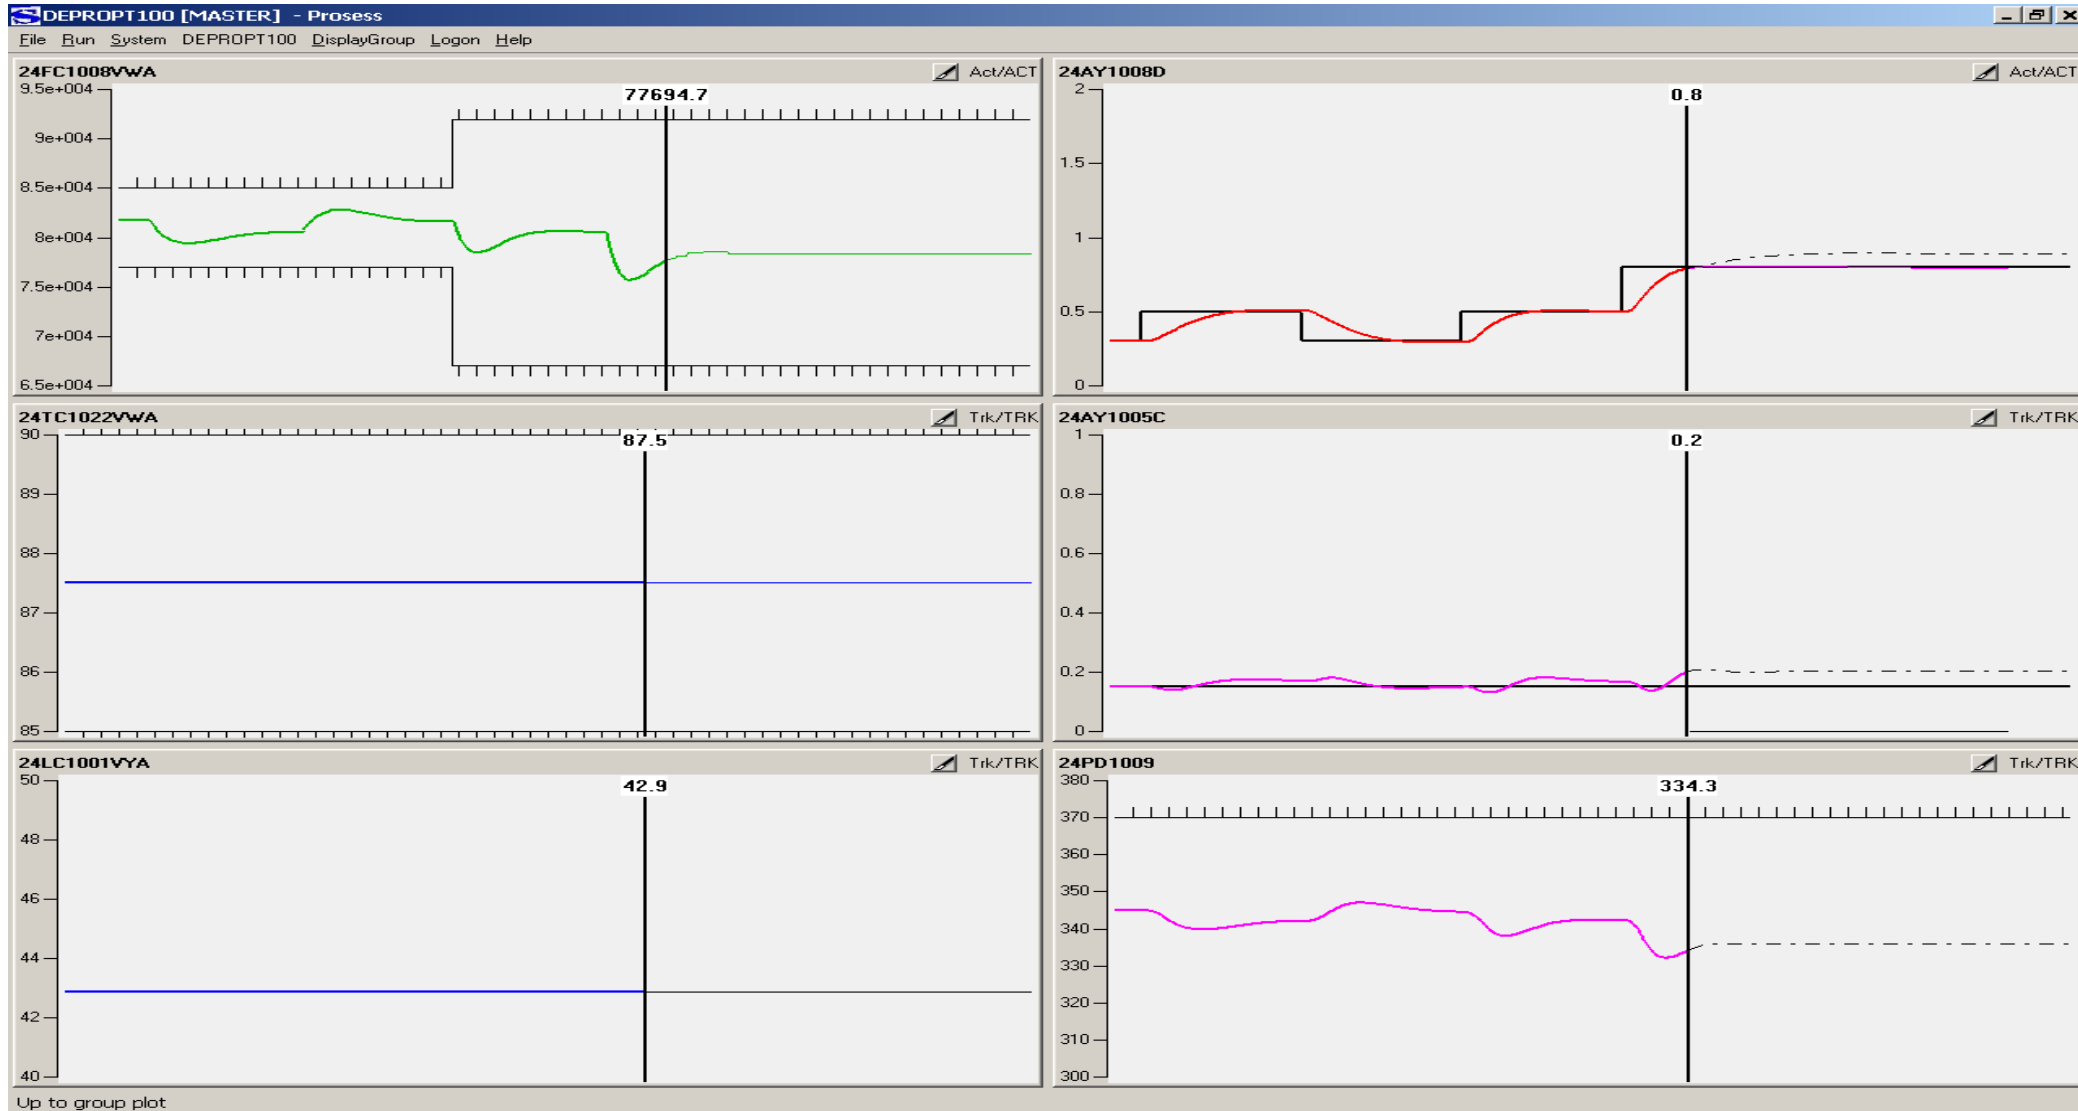 DEPROPT100 [MASTER] - Prosess
File Run System DEPROPT100 DisplayGroup Logon Help
24FC1008VWA Act/ACT
77694.7
9.5e+004
9e+004
8.5e+004
8e+004
7.5e+004
7e+004
6.5e+004
24AY1008D Act/ACT
0.8
2
1.5
1
0.5
0
24TC1022VWA Trk/TRK
87.5
90
89
88
87
86
85
24AY1005C Trk/TRK
0.2
1
0.8
0.6
0.4
0.2
0
24LC1001VYA Trk/TRK
42.9
50
48
46
44
42
40
24PD1009 Trk/TRK
334.3
380
370
360
350
340
330
320
310
300
Up to group plot